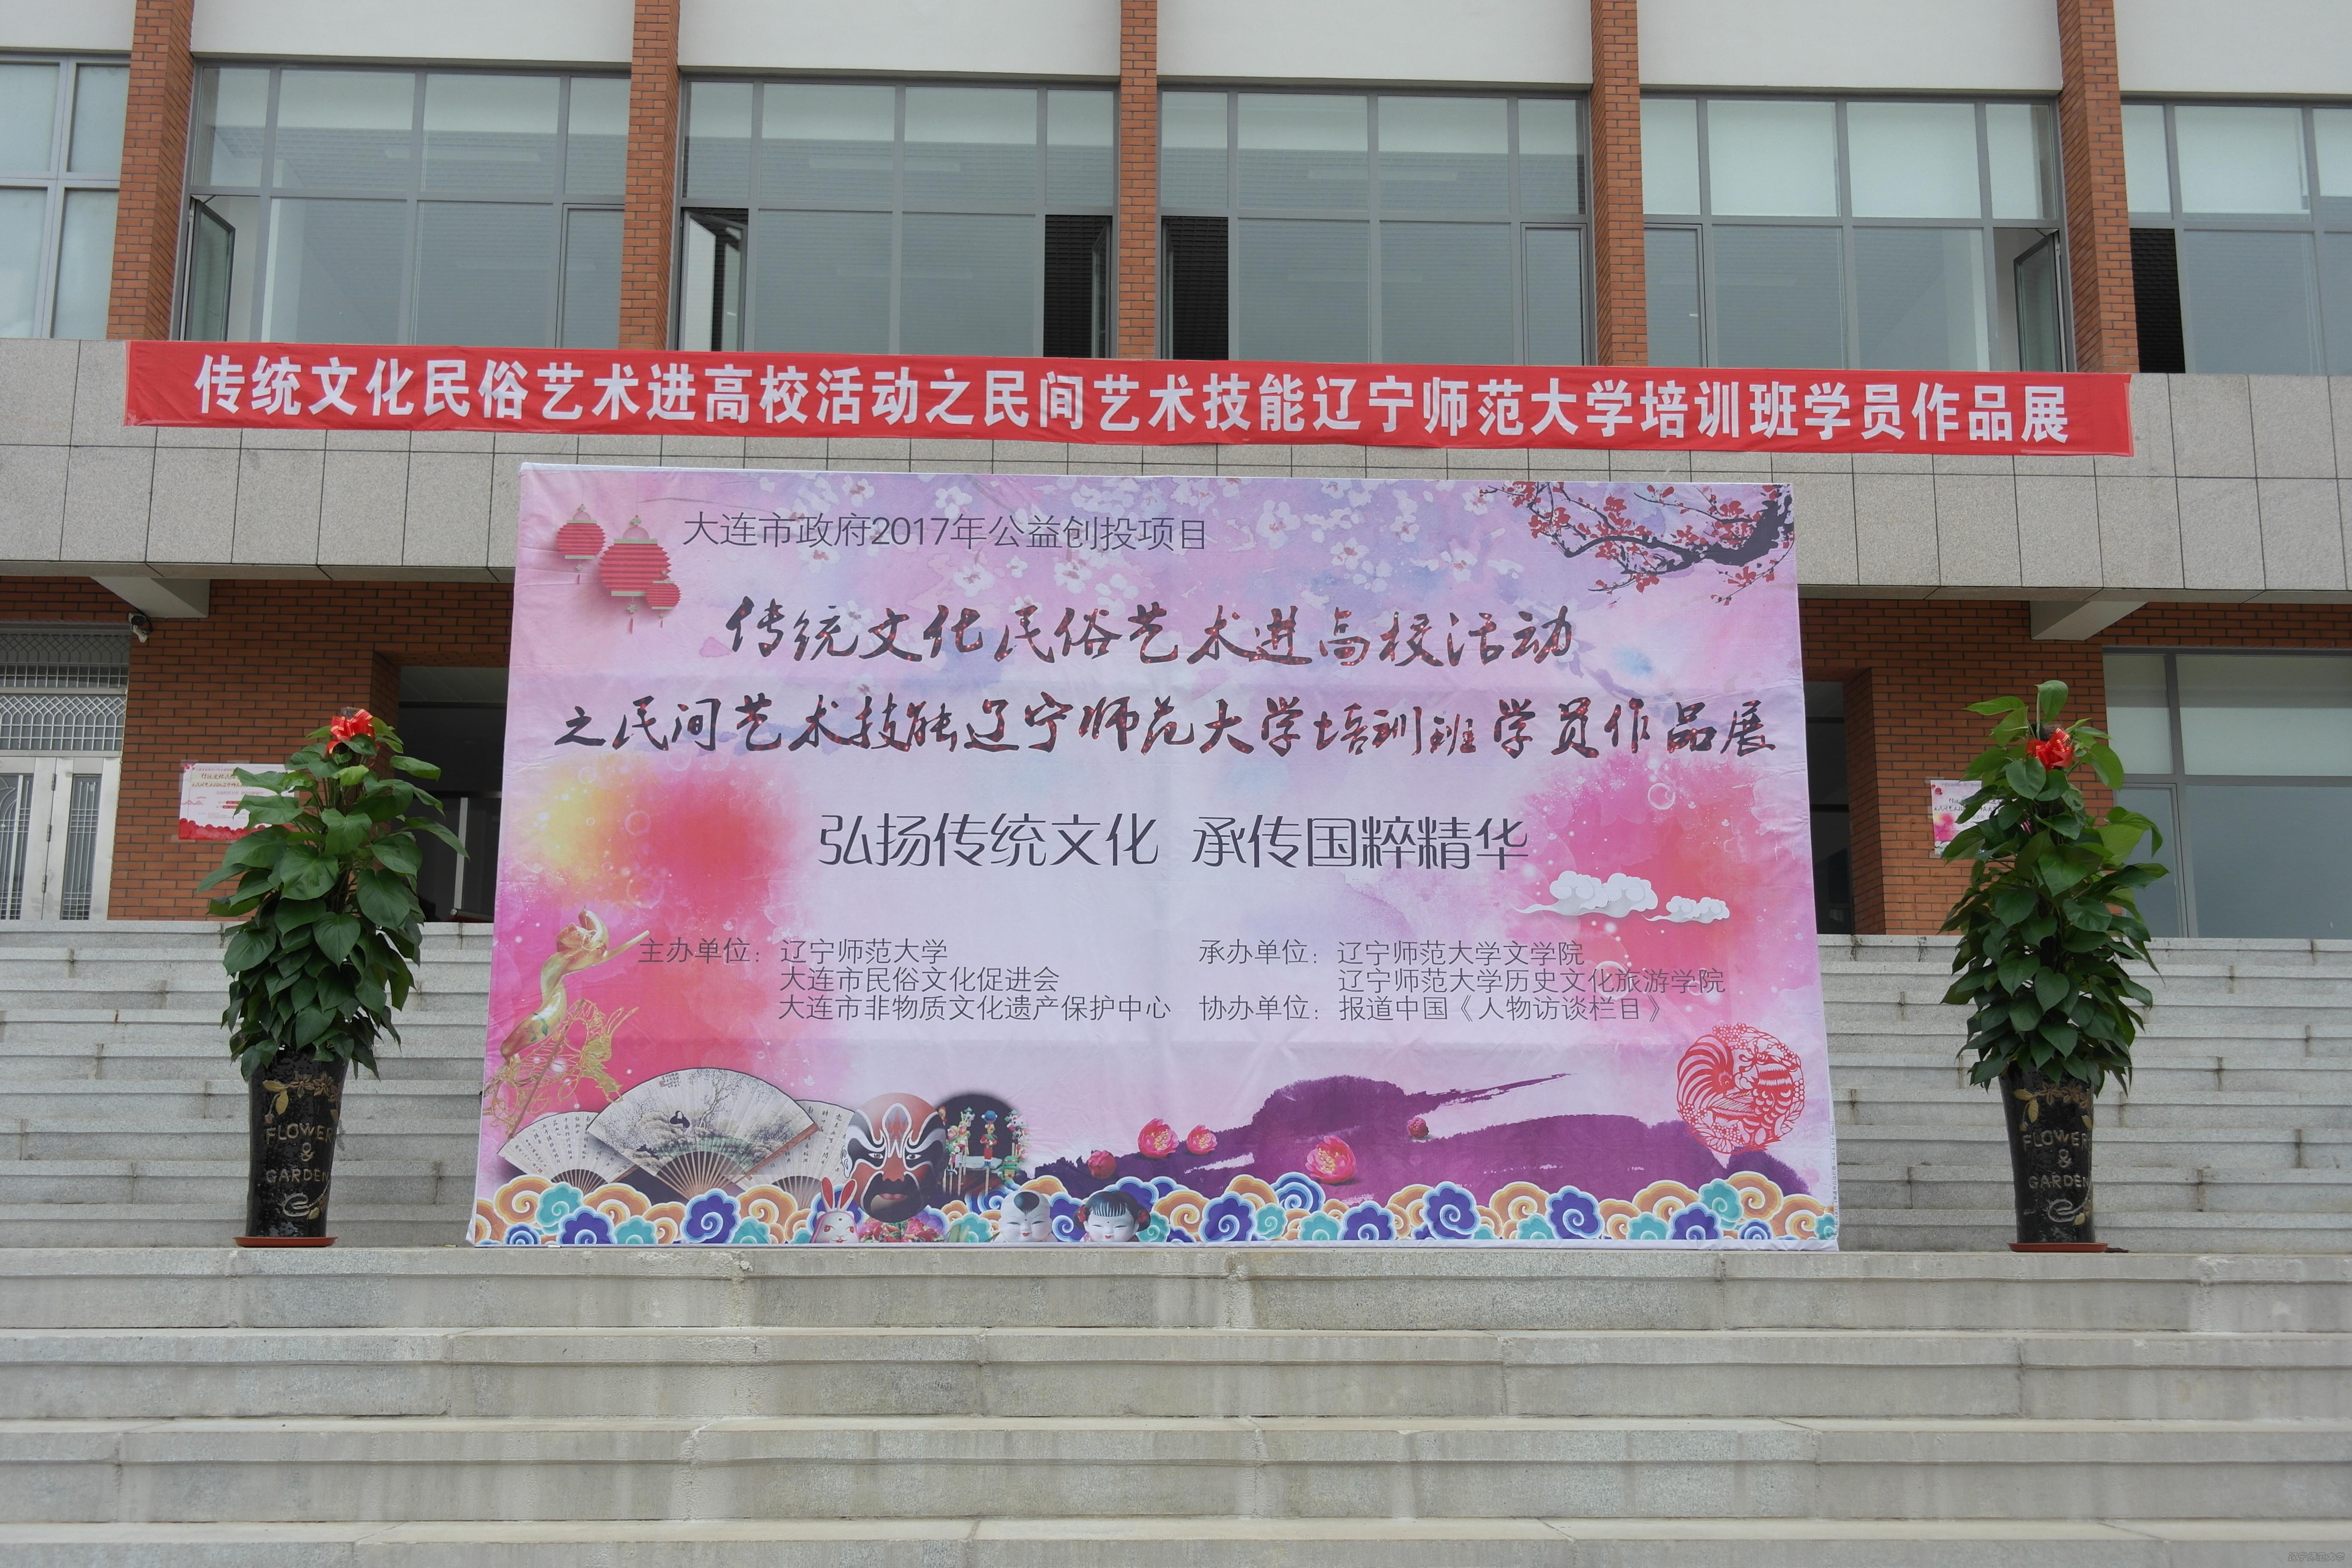 传统文化民俗艺术进高校活动之民间艺术技能辽宁师范大学培训班学员作品展
大连市政府2017年公益创投项目
传统文化民俗艺术进高校活动
之民间艺术技能辽宁师范大学培训班学员作品展
弘扬传统文化 承传国粹精华
主办单位：辽宁师范大学
大连市民俗文化促进会
大连市非物质文化遗产保护中心
承办单位：辽宁师范大学文学院
辽宁师范大学历史文化旅游学院
协办单位：报道中国《人物访谈栏目》
FLOWER
&
GARDEN
FLOWER
&
GARDEN